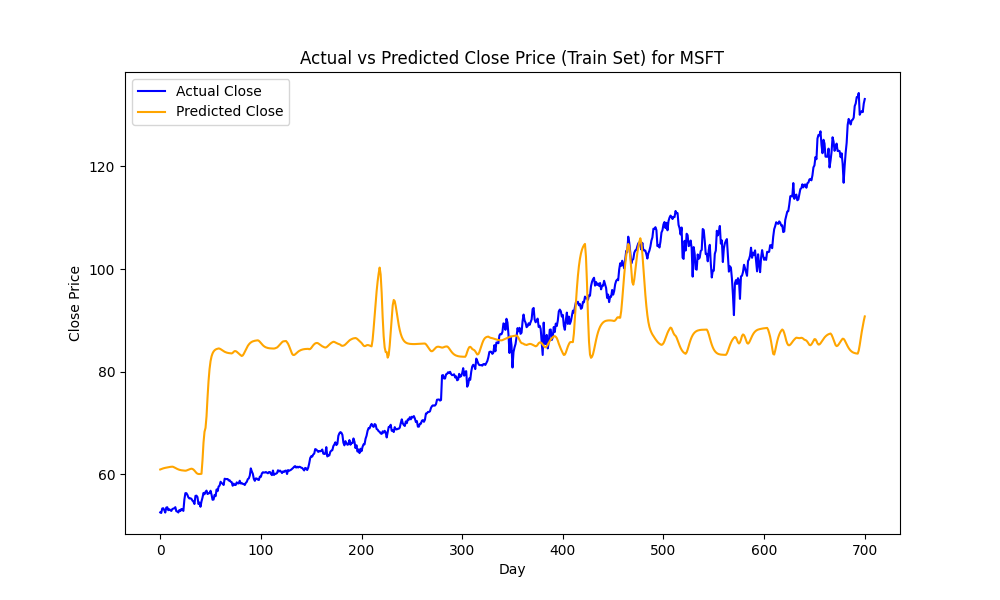 Actual vs Predicted Close Price (Train Set) for MSFT
Actual Close
Predicted Close
Close Price
120
100
80
60
0 100 200 300 400 500 600 700
Day